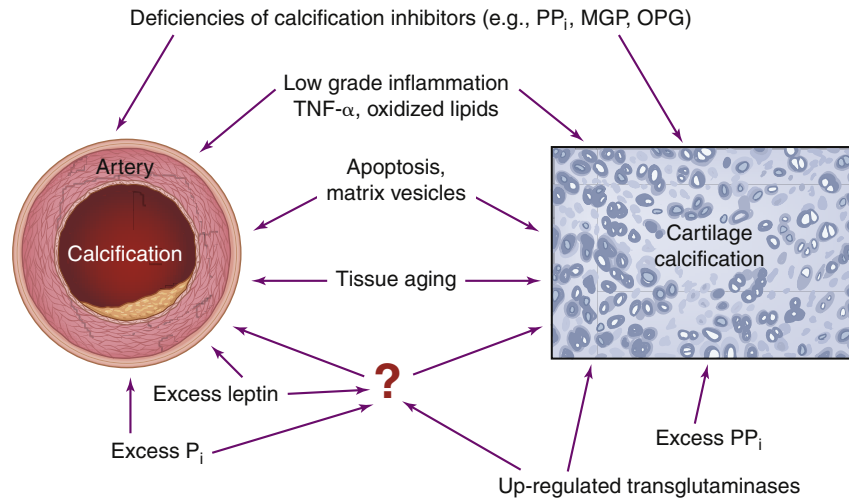 Deficiencies of calcification inhibitors (e.g., PPi, MGP, OPG)
Low grade inflammation
TNF-α, oxidized lipids
Artery
Apoptosis,
matrix vesicles
Calcification
Cartilage
calcification
Tissue aging
?
Excess leptin
Excess Pi
Excess PPi
Up-regulated transglutaminases